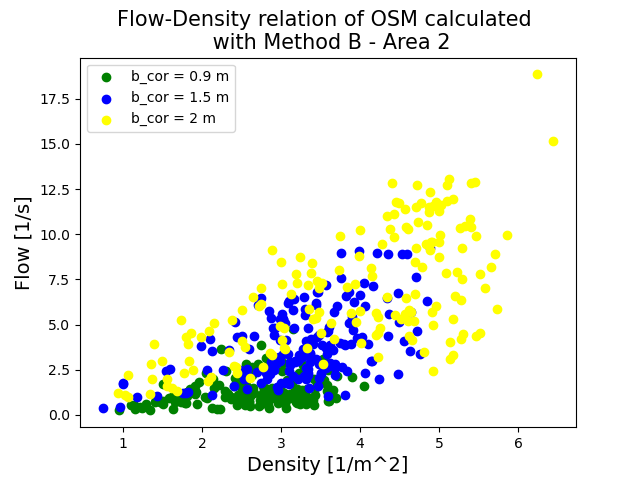 Flow-Density relation of OSM calculated
with Method B - Area 2
b_cor = 0.9 m
b_cor = 1.5 m
b_cor = 2 m
17.5
15.0
12.5
10.0
7.5
5.0
2.5
0.0
Flow [1/s]
1 2 3 4 5 6
Density [1/m^2]